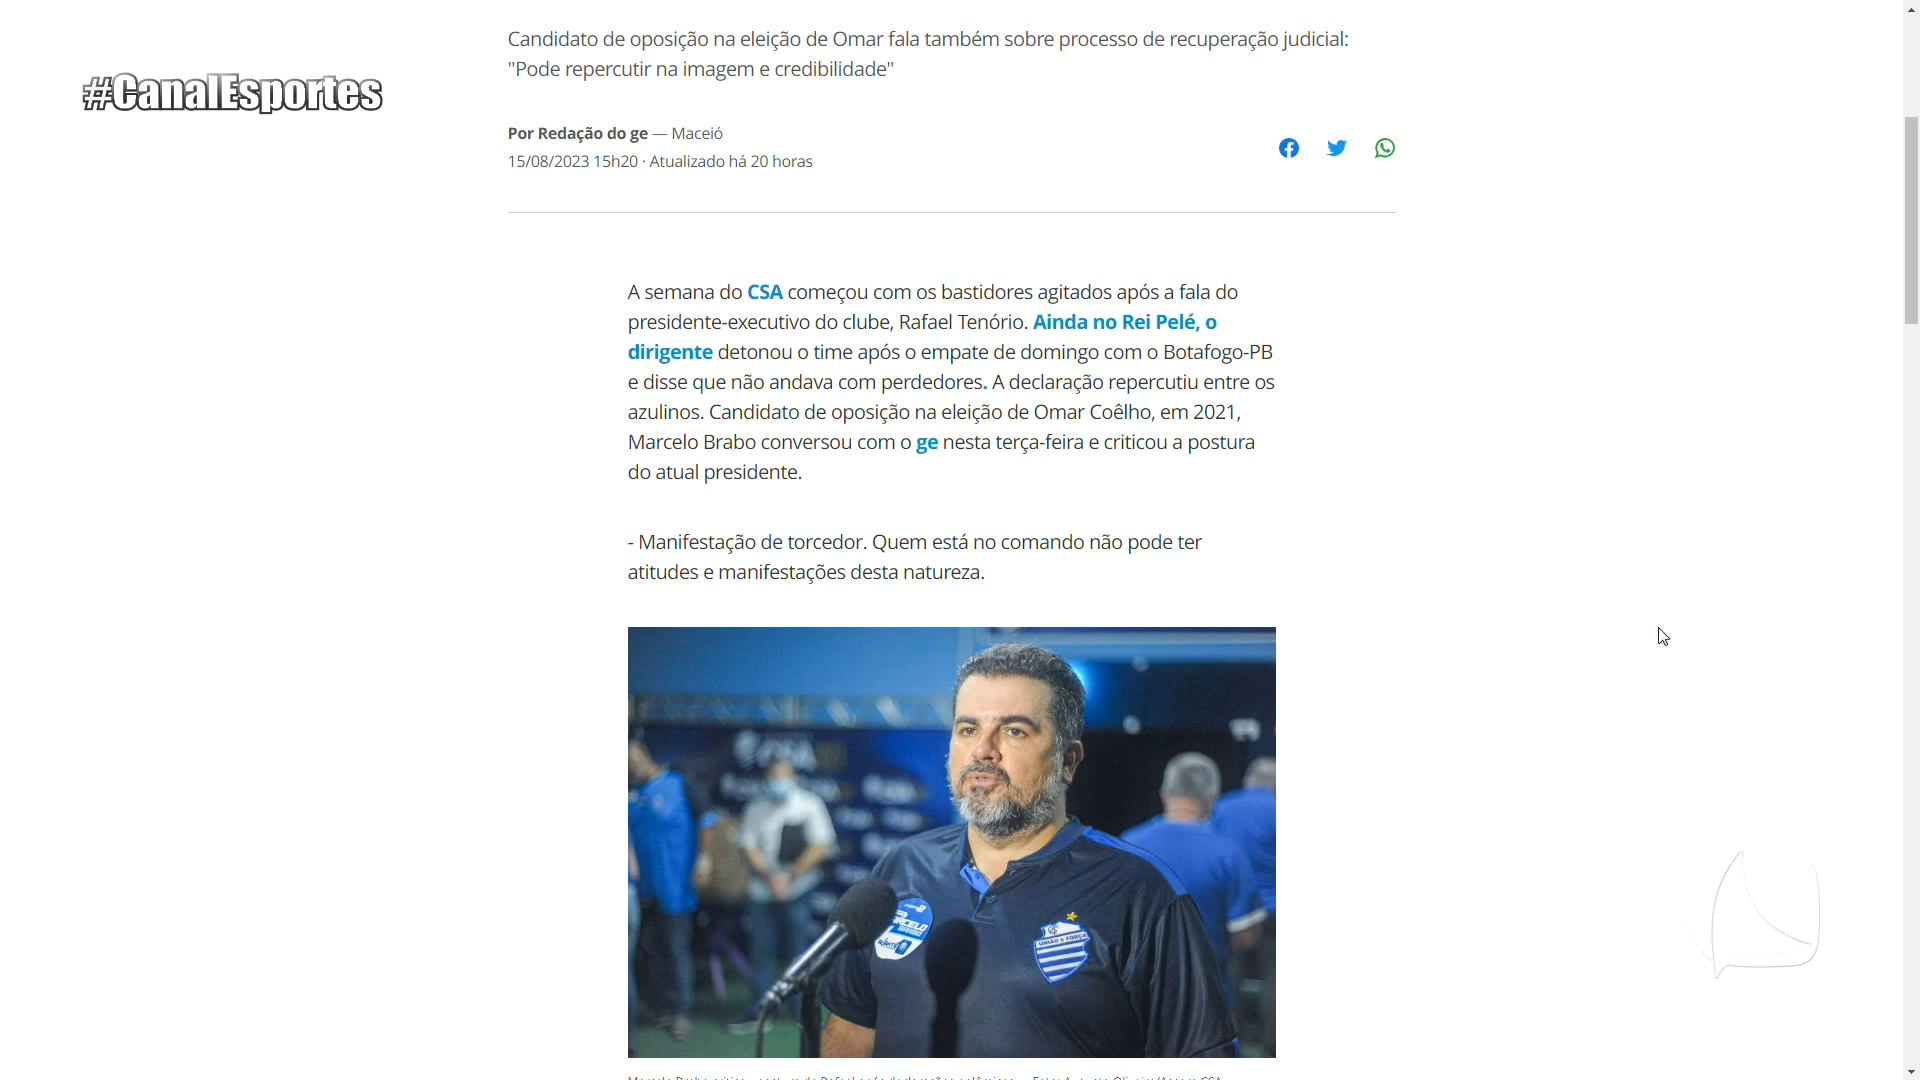 Candidato de oposição na eleição de Omar fala também sobre processo de recuperação judicial:
"Pode repercutir na imagem e credibilidade"
#CanalEsportes
Por Redação do ge — Maceió
15/08/2023 15h20 · Atualizado há 20 horas
A semana do CSA começou com os bastidores agitados após a fala do
presidente-executivo do clube, Rafael Tenório. Ainda no Rei Pelé, o
dirigente detonou o time após o empate de domingo com o Botafogo-PB
e disse que não andava com perdedores. A declaração repercutiu entre os
azulinos. Candidato de oposição na eleição de Omar Coêlho, em 2021,
Marcelo Brabo conversou com o ge nesta terça-feira e criticou a postura
do atual presidente.
- Manifestação de torcedor. Quem está no comando não pode ter
atitudes e manifestações desta natureza.
CSA
UNIÃO E FORÇA